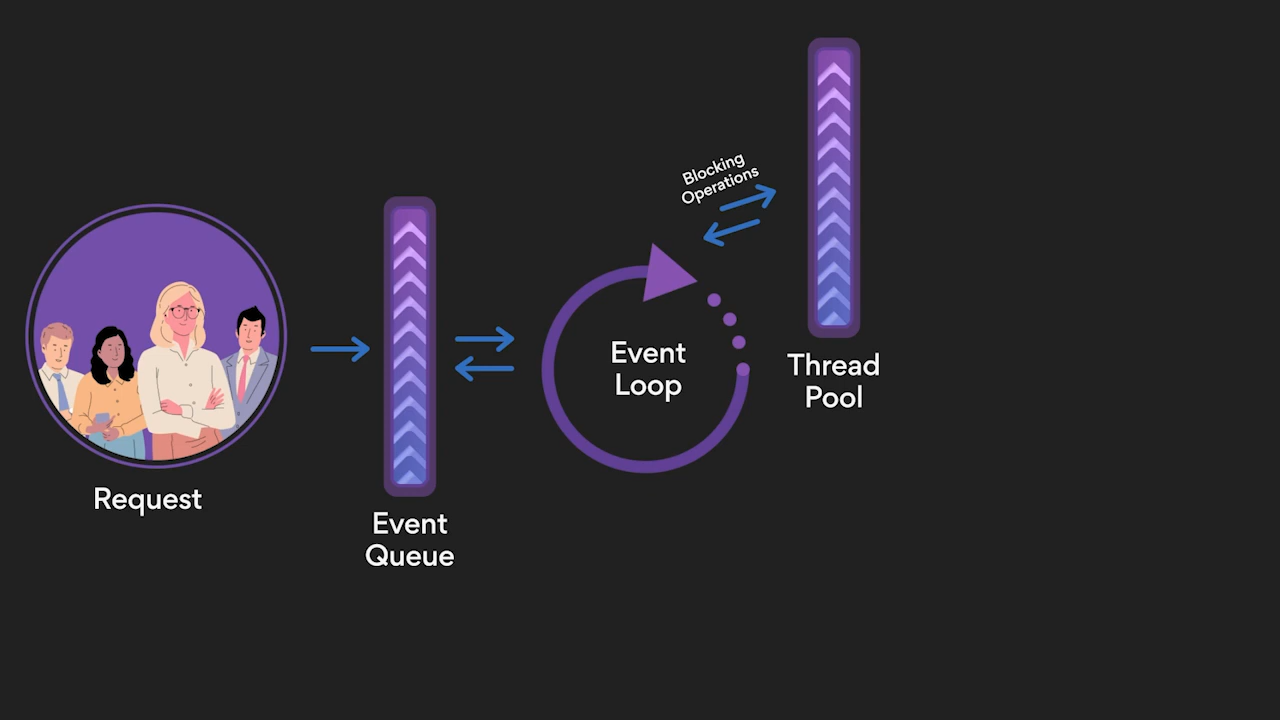 Request
Event
Queue
Event
Loop
Blocking
Operations
Thread
Pool